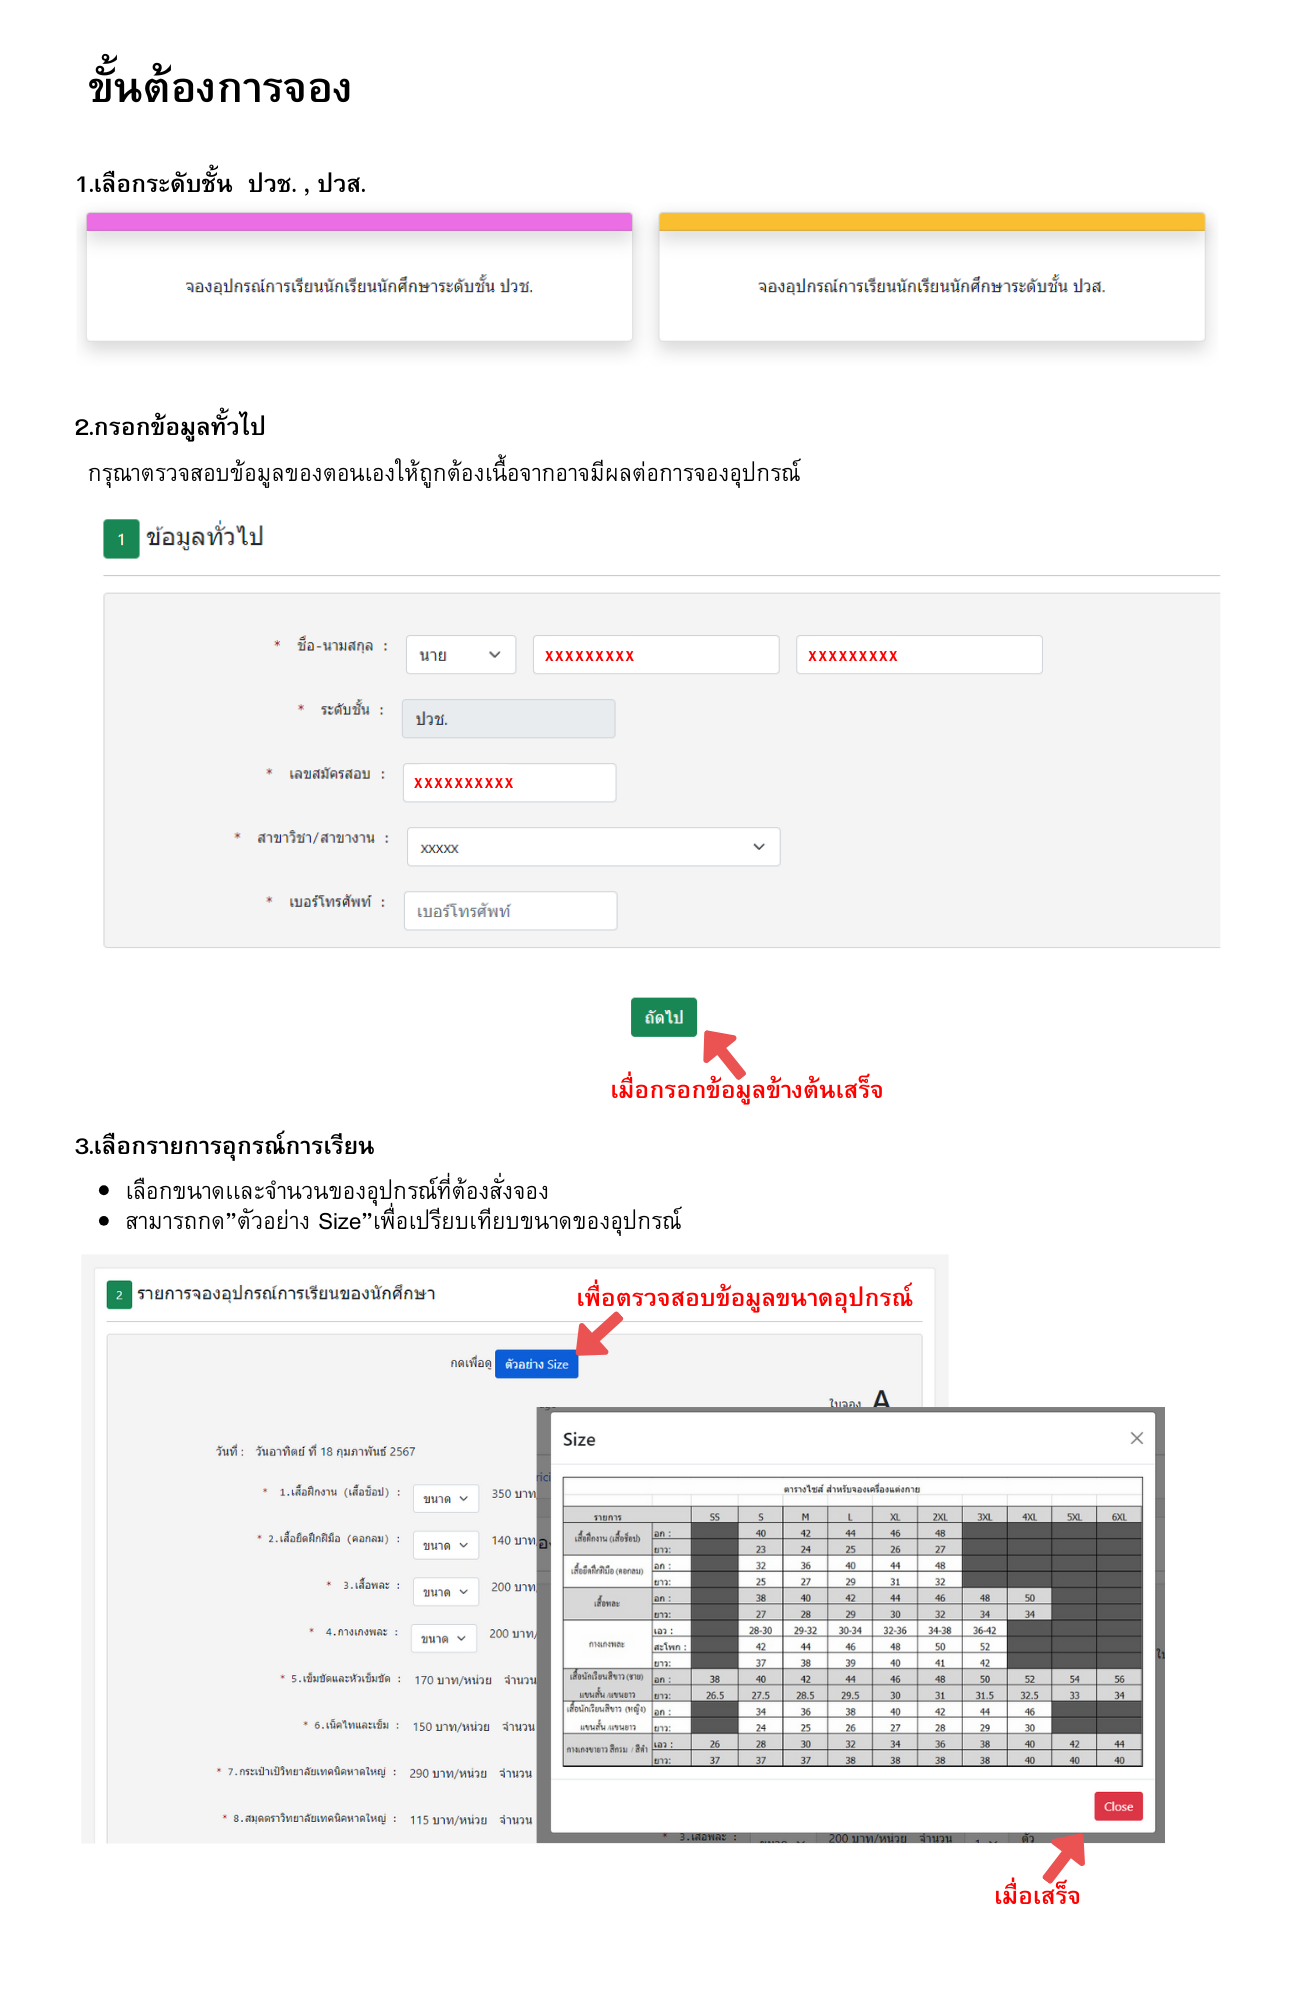 ขั้นต้องการจอง
1.เลือกระดับชั้น ปวช. , ปวส.
จองอุปกรณ์การเรียนนักเรียนนักศึกษาระดับชั้น ปวช.
จองอุปกรณ์การเรียนนักเรียนนักศึกษาระดับชั้น ปวส.
2.กรอกข้อมูลทั้วไป
กรุณาตรวจสอบข้อมูลของตอนเองให้ถูกต้องเนื้อจากอาจมีผลต่อการจองอุปกรณ์
1 ข้อมูลทั่วไป
* ชื่อ-นามสกุล : นาย xxxxxxxxx xxxxxxxxx
* ระดับชั้น : ปวช.
* เลขสมัครสอบ : xxxxxxxxxx
* สาขาวิชา/สาขางาน : xxxxx
* เบอร์โทรศัพท์ : เบอร์โทรศัพท์
ถัดไป
เมื่อกรอกข้อมูลข้างต้นเสร็จ
3.เลือกรายการอุกรณ์การเรียน
• เลือกขนาดและจำนวนของอุปกรณ์ที่ต้องสั่งจอง
• สามารถกด”ตัวอย่าง Size”เพื่อเปรียบเทียบขนาดของอุปกรณ์
2 รายการจองอุปกรณ์การเรียนของนักศึกษา
เพื่อตรวจสอบข้อมูลขนาดอุปกรณ์
กดเพื่อดู ตัวอย่าง Size
ใบจอง A
วันที่ : วันอาทิตย์ ที่ 18 กุมภาพันธ์ 2567
* 1.เสื้อฝึกงาน (เสื้อช็อป) : ขนาด 350 บาท
* 2.เสื้อยืดฝึกฝีมือ (คอกลม) : ขนาด 140 บาท
* 3.เสื้อพละ : ขนาด 200 บาท
* 4.กางเกงพละ : ขนาด 200 บาท/
* 5.เข็มขัดและหัวเข็มขัด : 170 บาท/หน่วย จำนวน
* 6.เน็คไทและเข็ม : 150 บาท/หน่วย จำนวน
* 7.กระเป๋าเป้วิทยาลัยเทคนิคหาดใหญ่ : 290 บาท/หน่วย จำนวน
* 8.สมุดตราวิทยาลัยเทคนิคหาดใหญ่ : 115 บาท/หน่วย จำนวน
Size
ตารางไซส์ สำหรับจองเครื่องแต่งกาย
รายการ SS S M L XL 2XL 3XL 4XL 5XL 6XL
เสื้อฝึกงาน (เสื้อช็อป) อก : 40 42 44 46 48
ยาว: 23 24 25 26 27
เสื้อยืดฝึกฝีมือ (คอกลม) อก : 32 36 40 44 48
ยาว: 25 27 29 31 32
เสื้อพละ อก : 38 40 42 44 46 48 50
ยาว: 27 28 29 30 32 34 34
กางเกงพละ เอว : 28-30 29-32 30-34 32-36 34-38 36-42
สะโพก : 42 44 46 48 50 52
ยาว: 37 38 39 40 41 42
เสื้อนักเรียนสีขาว (ชาย) อก : 38 40 42 44 46 48 50 52 54 56
แขนสั้น /แขนยาว ยาว: 26.5 27.5 28.5 29.5 30 31 31.5 32.5 33 34
เสื้อนักเรียนสีขาว (หญิง) อก : 34 36 38 40 42 44 46
แขนสั้น /แขนยาว ยาว: 24 25 26 27 28 29 30
กางเกงขายาว สีกรม / สีดำ เอว : 26 28 30 32 34 36 38 40 42 44
ยาว: 37 37 37 38 38 38 38 40 40 40
Close
* 3.เสื้อพละ : 200 บาท/หน่วย จำนวน 1 ตัว
เมื่อเสร็จ